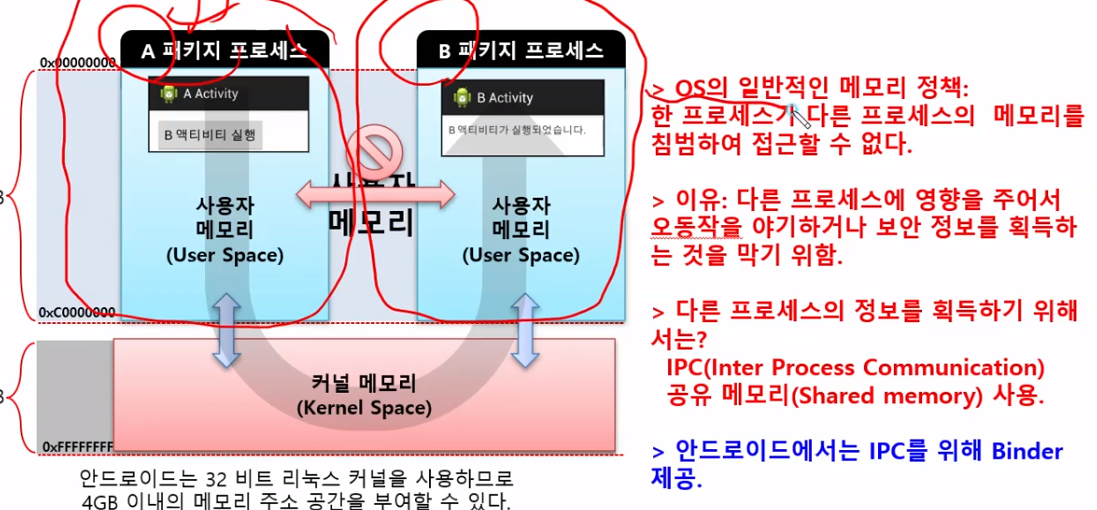 A 패키지 프로세스
B 패키지 프로세스
0x00000000
A Activity
B 액티비티 실행
B Activity
B 액티비티가 실행되었습니다.
사용자
메모리
(User Space)
사용자
메모리
사용자
메모리
(User Space)
0xC0000000
커널 메모리
(Kernel Space)
0xFFFFFFFF
안드로이드는 32 비트 리눅스 커널을 사용하므로
4GB 이내의 메모리 주소 공간을 부여할 수 있다.
> OS의 일반적인 메모리 정책:
한 프로세스가 다른 프로세스의 메모리를
침범하여 접근할 수 없다.
> 이유: 다른 프로세스에 영향을 주어서
오동작을 야기하거나 보안 정보를 획득하
는 것을 막기 위함.
> 다른 프로세스의 정보를 획득하기 위해
서는?
IPC(Inter Process Communication)
공유 메모리(Shared memory) 사용.
> 안드로이드에서는 IPC를 위해 Binder
제공.